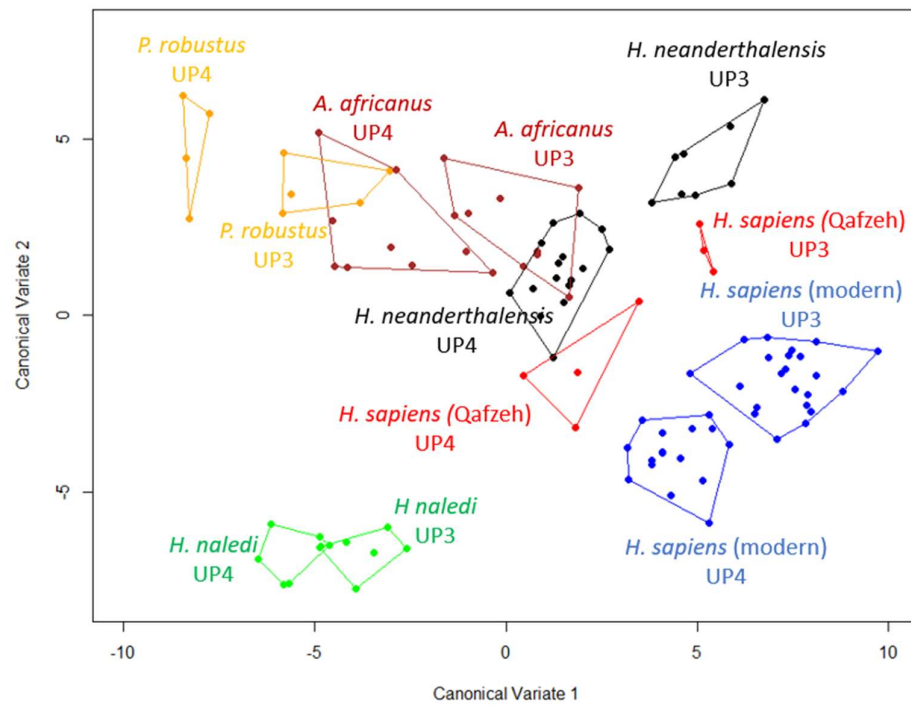 P. robustus
UP4
H. neanderthalensis
UP3
A. africanus
UP4
A. africanus
UP3
P. robustus
UP3
H. sapiens (Qafzeh)
UP3
H. sapiens (modern)
UP3
H. neanderthalensis
UP4
H. sapiens (Qafzeh)
UP4
H naledi
UP3
H. naledi
UP4
H. sapiens (modern)
UP4
Canonical Variate 2
5
0
-5
-10
-5
0
5
10
Canonical Variate 1